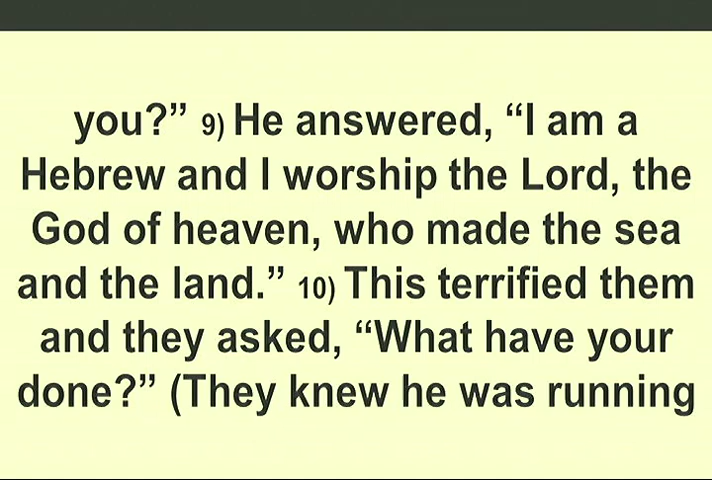 you?” 9) He answered, “I am a
Hebrew and I worship the Lord, the
God of heaven, who made the sea
and the land.” 10) This terrified them
and they asked, “What have your
done?” (They knew he was running